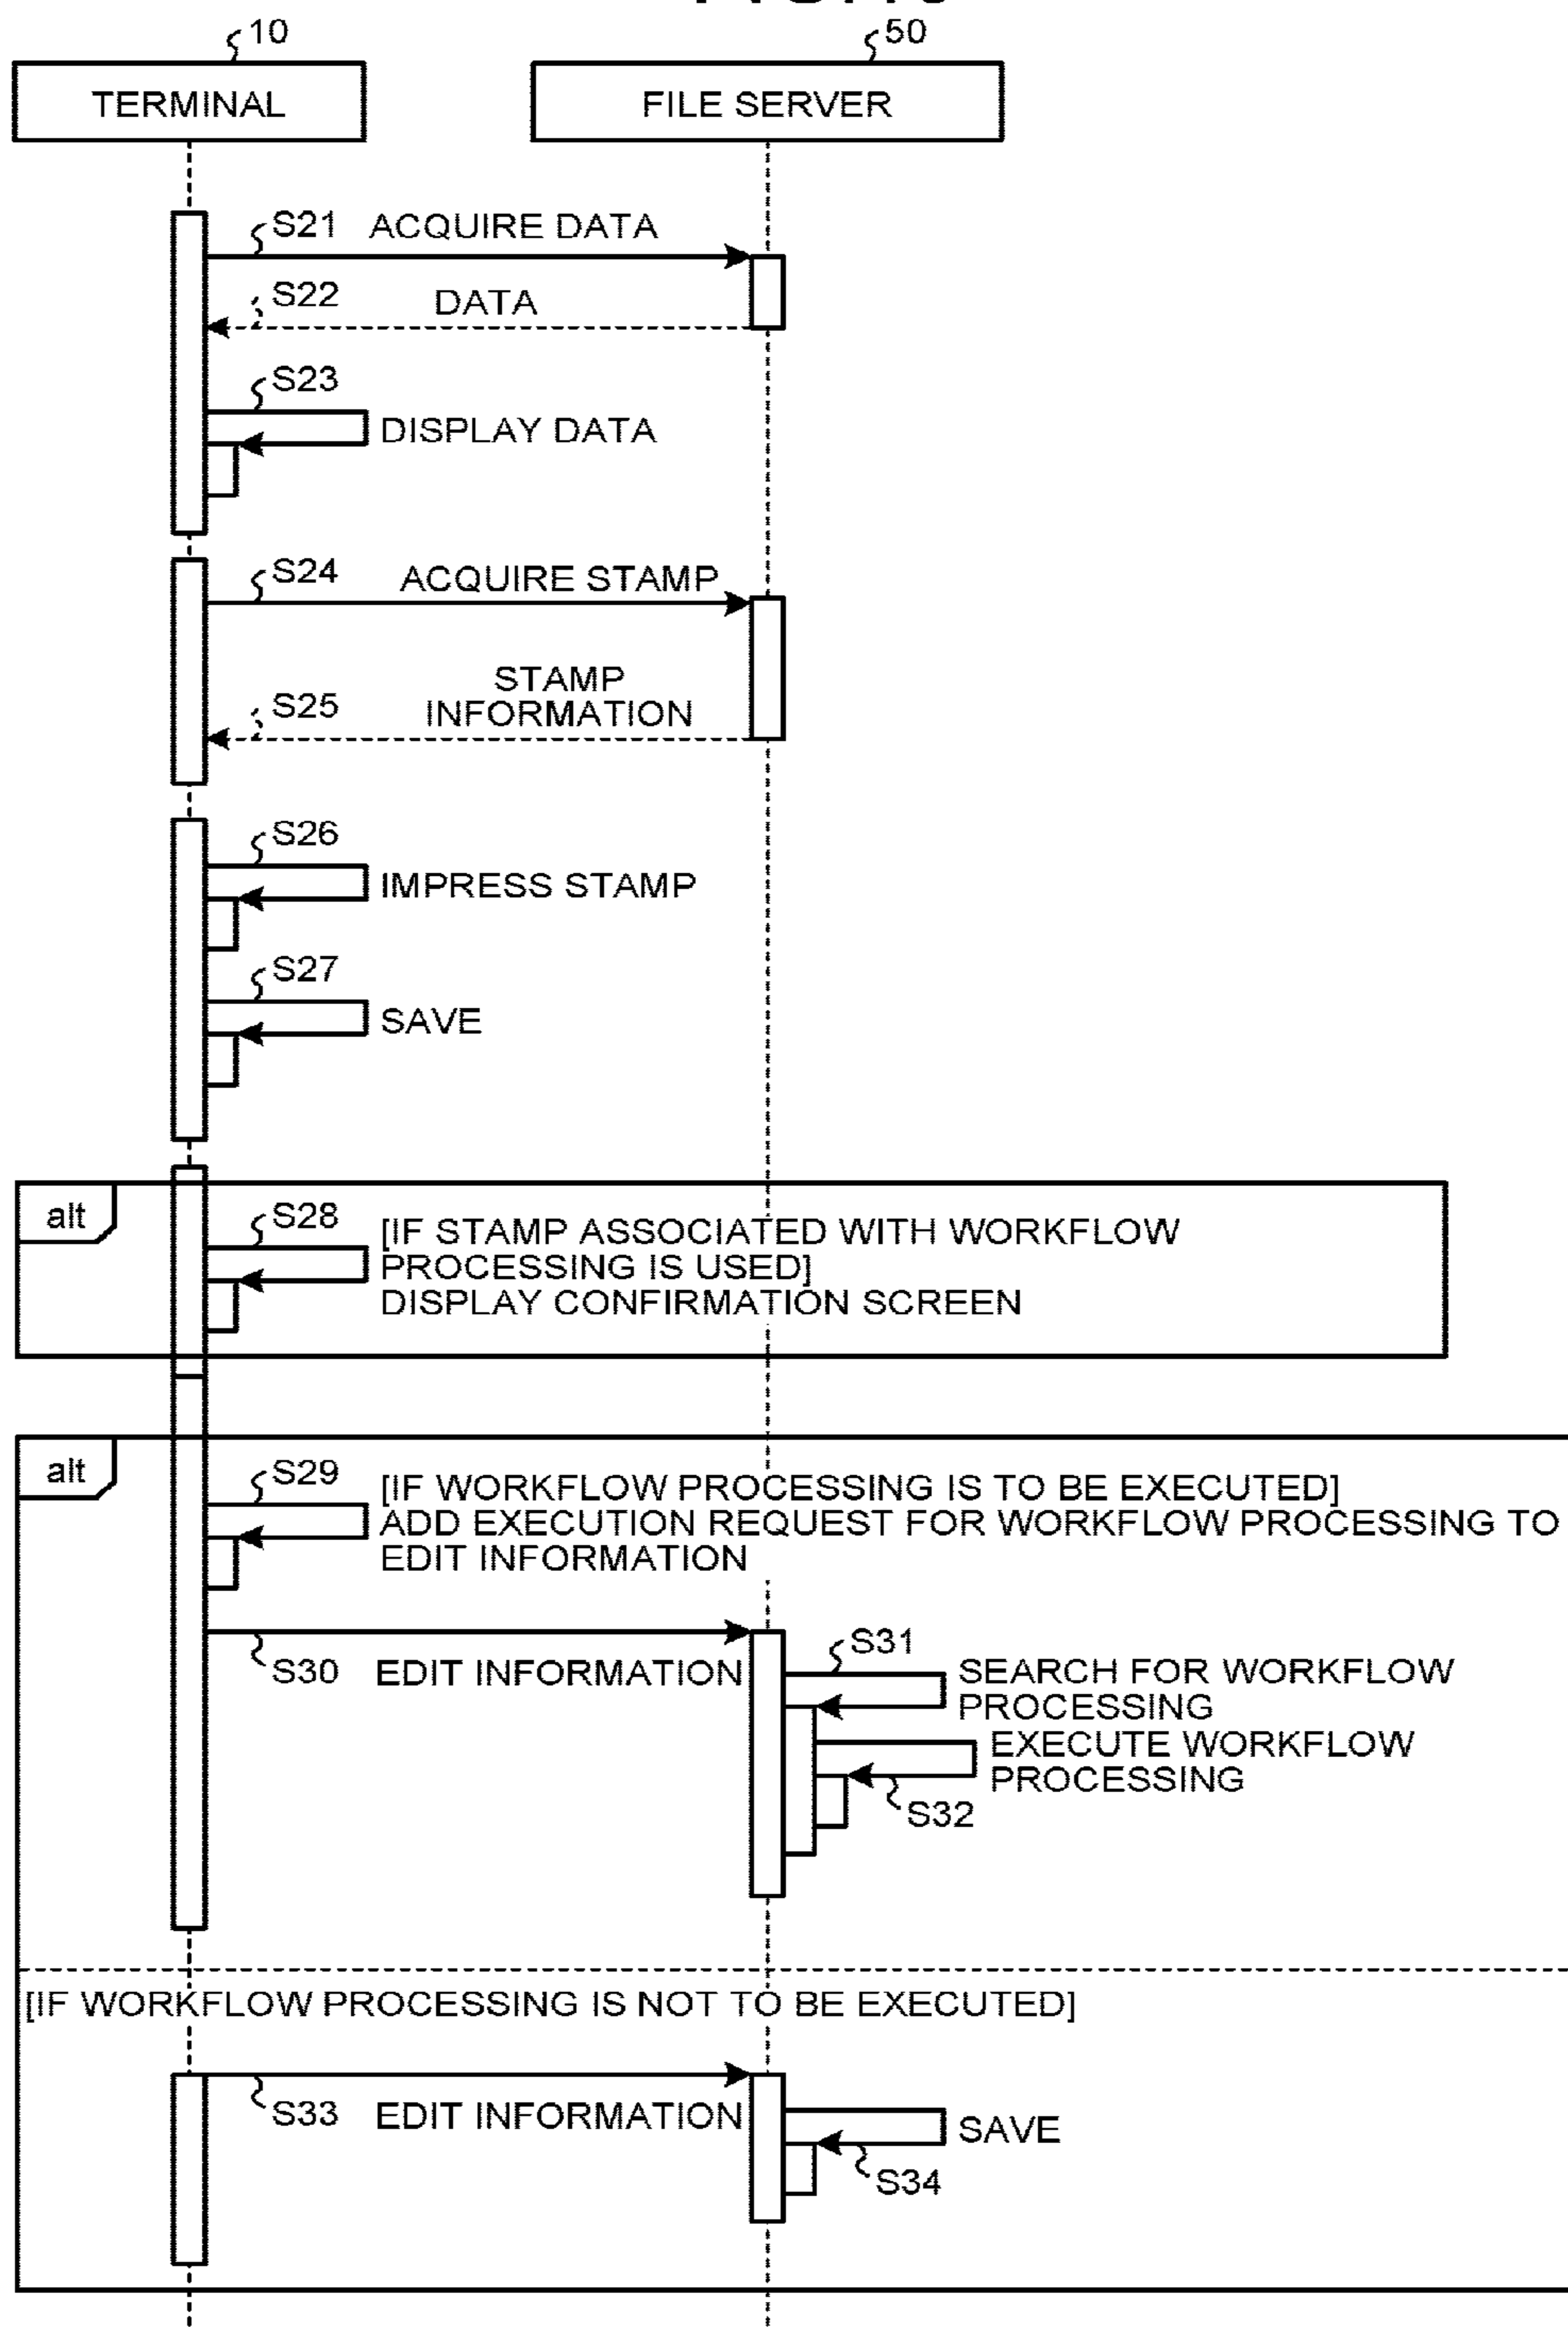 10
50
TERMINAL
FILE SERVER
S21 ACQUIRE DATA
S22 DATA
S23
DISPLAY DATA
S24 ACQUIRE STAMP
STAMP
S25 INFORMATION
S26
IMPRESS STAMP
S27
SAVE
alt
S28 [IF STAMP ASSOCIATED WITH WORKFLOW
PROCESSING IS USED]
DISPLAY CONFIRMATION SCREEN
alt
S29 [IF WORKFLOW PROCESSING IS TO BE EXECUTED]
ADD EXECUTION REQUEST FOR WORKFLOW PROCESSING TO
EDIT INFORMATION
S30 EDIT INFORMATION
S31
SEARCH FOR WORKFLOW
PROCESSING
EXECUTE WORKFLOW
PROCESSING
S32
[IF WORKFLOW PROCESSING IS NOT TO BE EXECUTED]
S33 EDIT INFORMATION
SAVE
S34